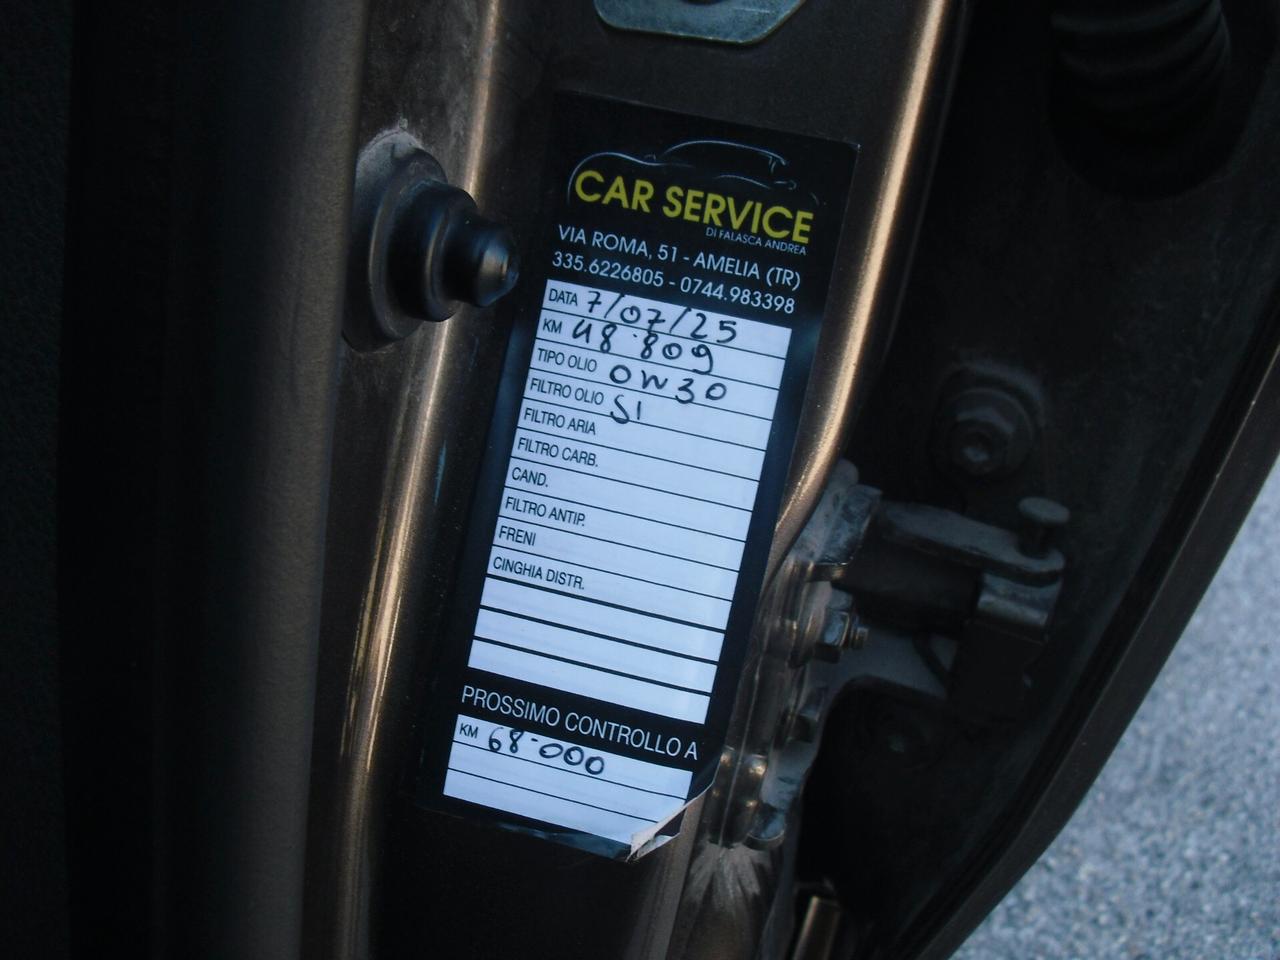 CAR SERVICE
DI FALASCA ANDREA
VIA ROMA, 51 - AMELIA (TR)
335.6226805 - 0744.983398
DATA 7/07/25
KM 48.809
TIPO OLIO 0W30
FILTRO OLIO SI
FILTRO ARIA
FILTRO CARB.
CAND.
FILTRO ANTIP.
FRENI
CINGHIA DISTR.
PROSSIMO CONTROLLO A
KM 68.000